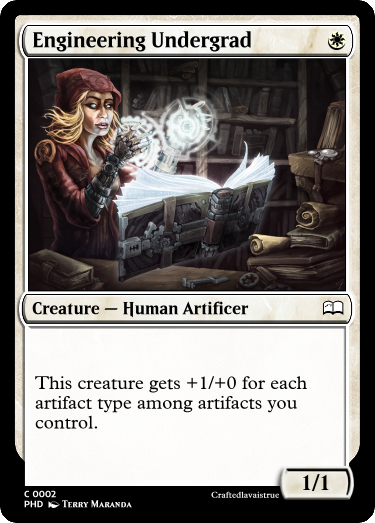 Engineering Undergrad
Creature — Human Artificer
This creature gets +1/+0 for each
artifact type among artifacts you
control.
1/1
C 0002
PHD Terry Maranda
Craftedlavaistrue